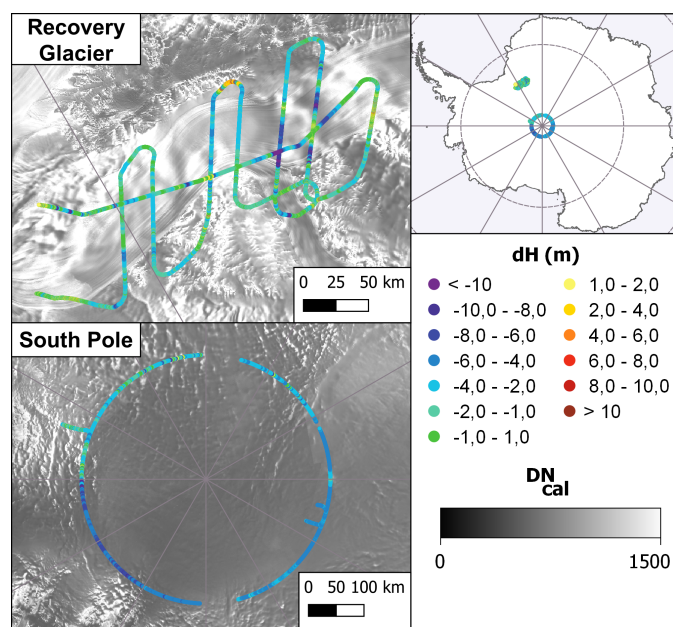 Recovery
Glacier
0 25 50 km
South Pole
0 50 100 km
dH (m)
< -10
-10,0 - -8,0
-8,0 - -6,0
-6,0 - -4,0
-4,0 - -2,0
-2,0 - -1,0
-1,0 - 1,0
1,0 - 2,0
2,0 - 4,0
4,0 - 6,0
6,0 - 8,0
8,0 - 10,0
> 10
DN
cal
0 1500